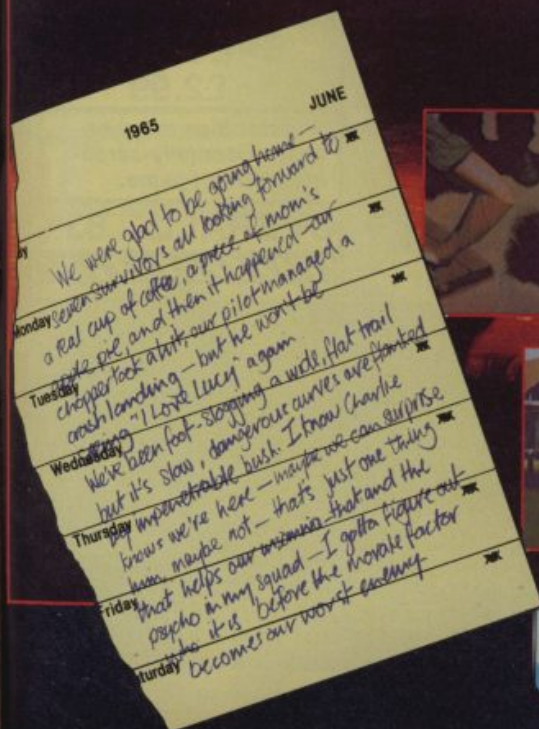 1965
JUNE
We were glad to be going home –
seven survivors all looking forward to
Monday
a real cup of coffee, a piece of mom's
apple pie, and then it happened – our
chopper took a hit, our pilot managed a
Tuesday
crash landing – but he won't be
seeing "I Love Lucy" again
Wednesday
We've been foot-slogging a wide, flat trail
but it's slow, dangerous curves are flanked
by impenetrable bush. I know Charlie
Thursday
knows we're here – maybe we can surprise
him, maybe not – that's just one thing
that helps our insomnia – that and the
Friday
psycho in my squad – I gotta figure out
who it is before the morale factor
turday
becomes our worst enemy.